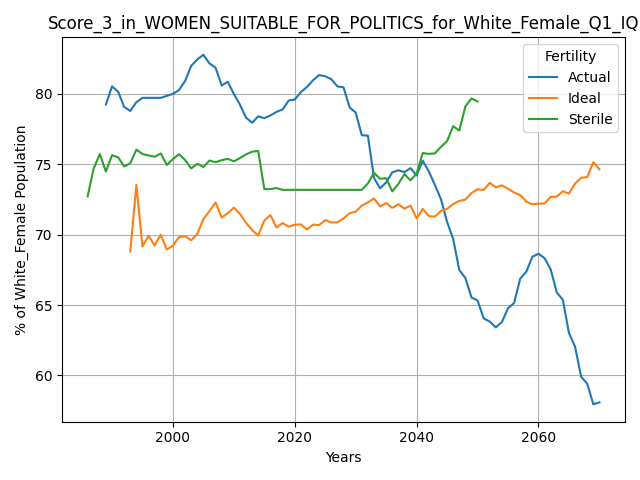 Score_3_in_WOMEN_SUITABLE_FOR_POLITICS_for_White_Female_Q1_IQ
Fertility
Actual
Ideal
Sterile
% of White_Female Population
80
75
70
65
60
2000
2020
2040
2060
Years